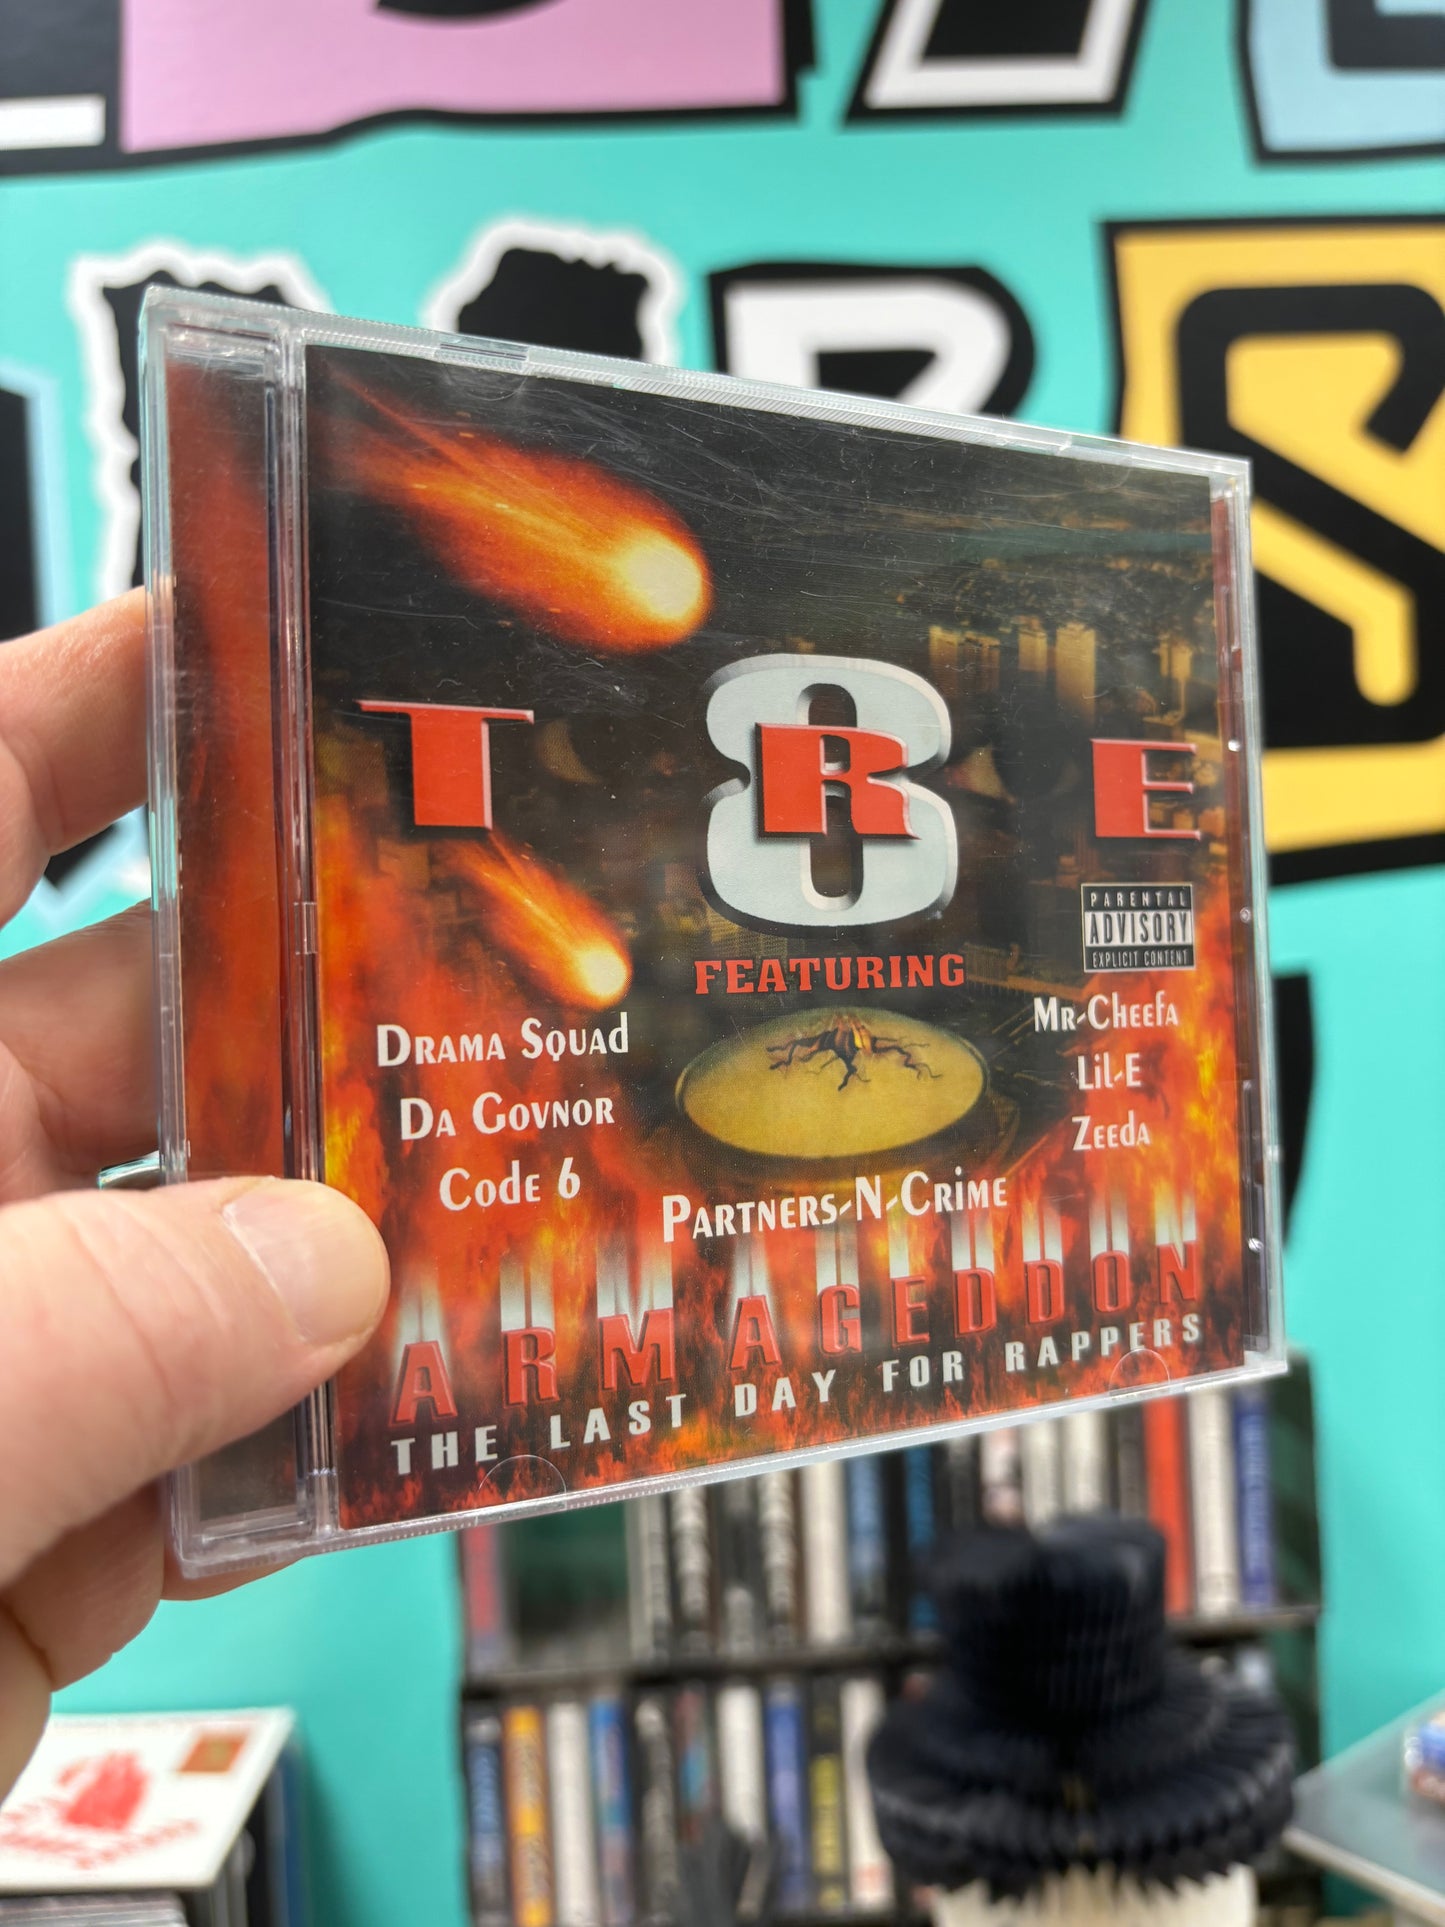 TRE
8
FEATURING
PARENTAL
ADVISORY
EXPLICIT CONTENT
Drama Squad
Da Govnor
Code 6
Mr-Cheefa
Lil-E
Zeeda
Partners-N-Crime
ARMAGEDDON
THE LAST DAY FOR RAPPERS